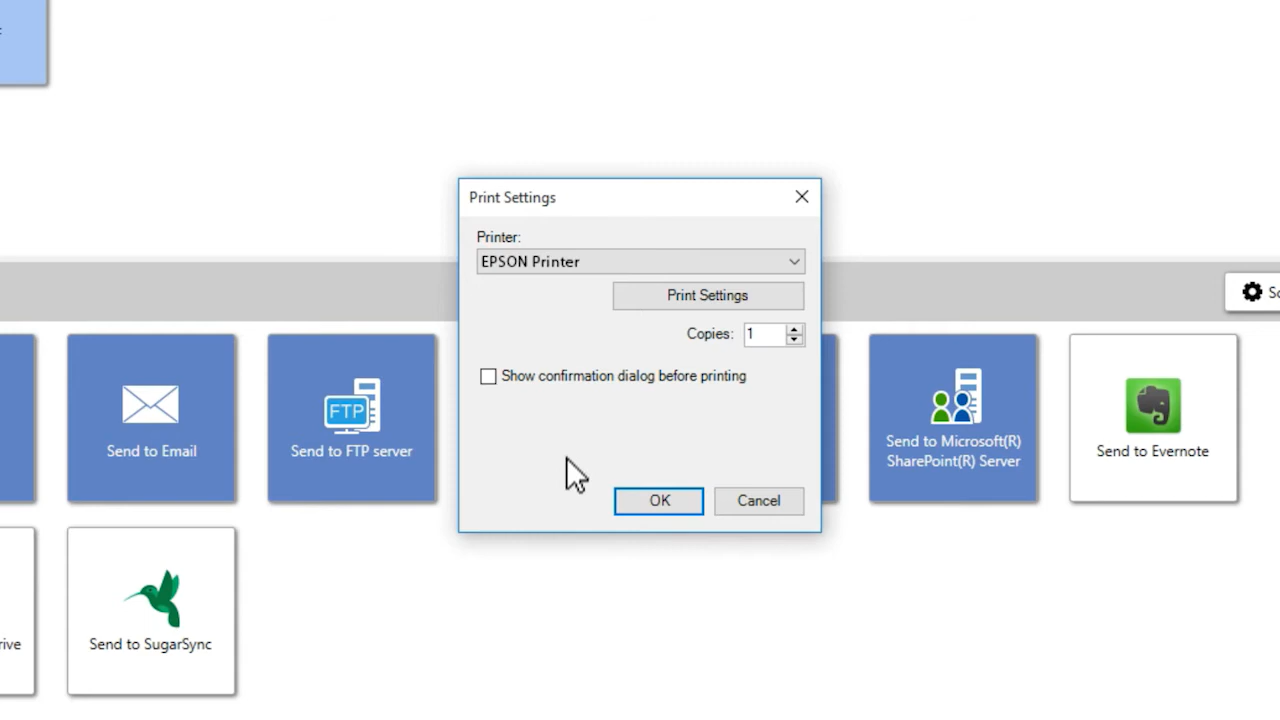 Print Settings
Printer:
EPSON Printer
Print Settings
Copies: 1
Show confirmation dialog before printing
OK
Cancel
Send to Email
FTP
Send to FTP server
Send to Microsoft(R)
SharePoint(R) Server
Send to Evernote
Send to SugarSync